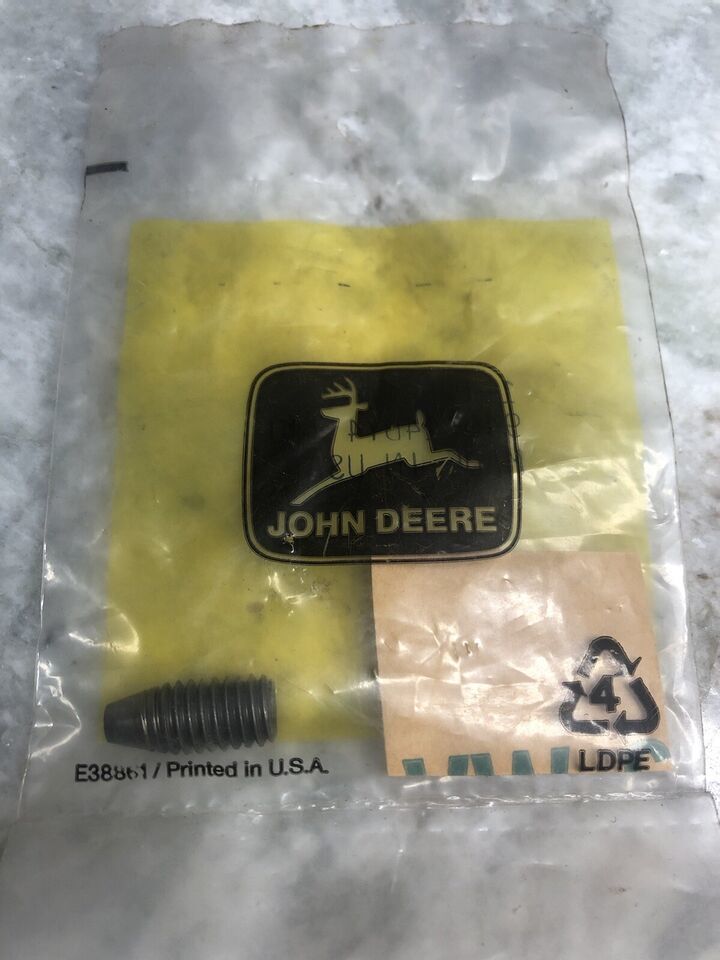 JOHN DEERE
4
LDPE
E38861 / Printed in U.S.A.